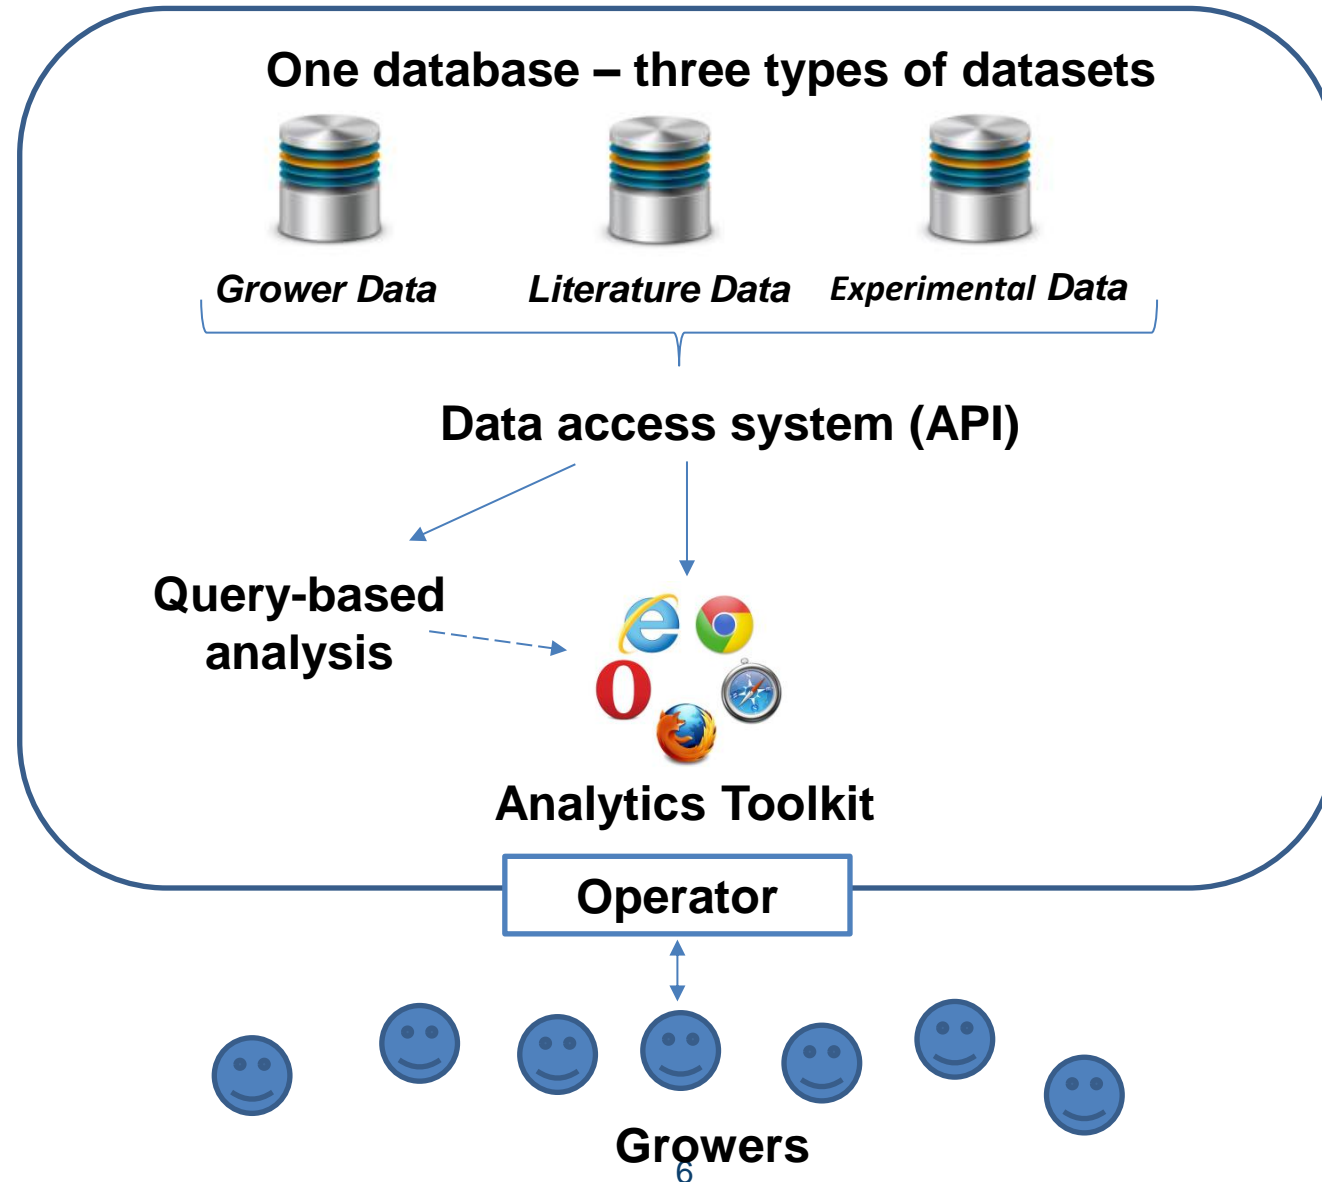 One database – three types of datasets
Grower Data Literature Data Experimental Data
Data access system (API)
Query-based
analysis
Analytics Toolkit
Operator
Growers
6